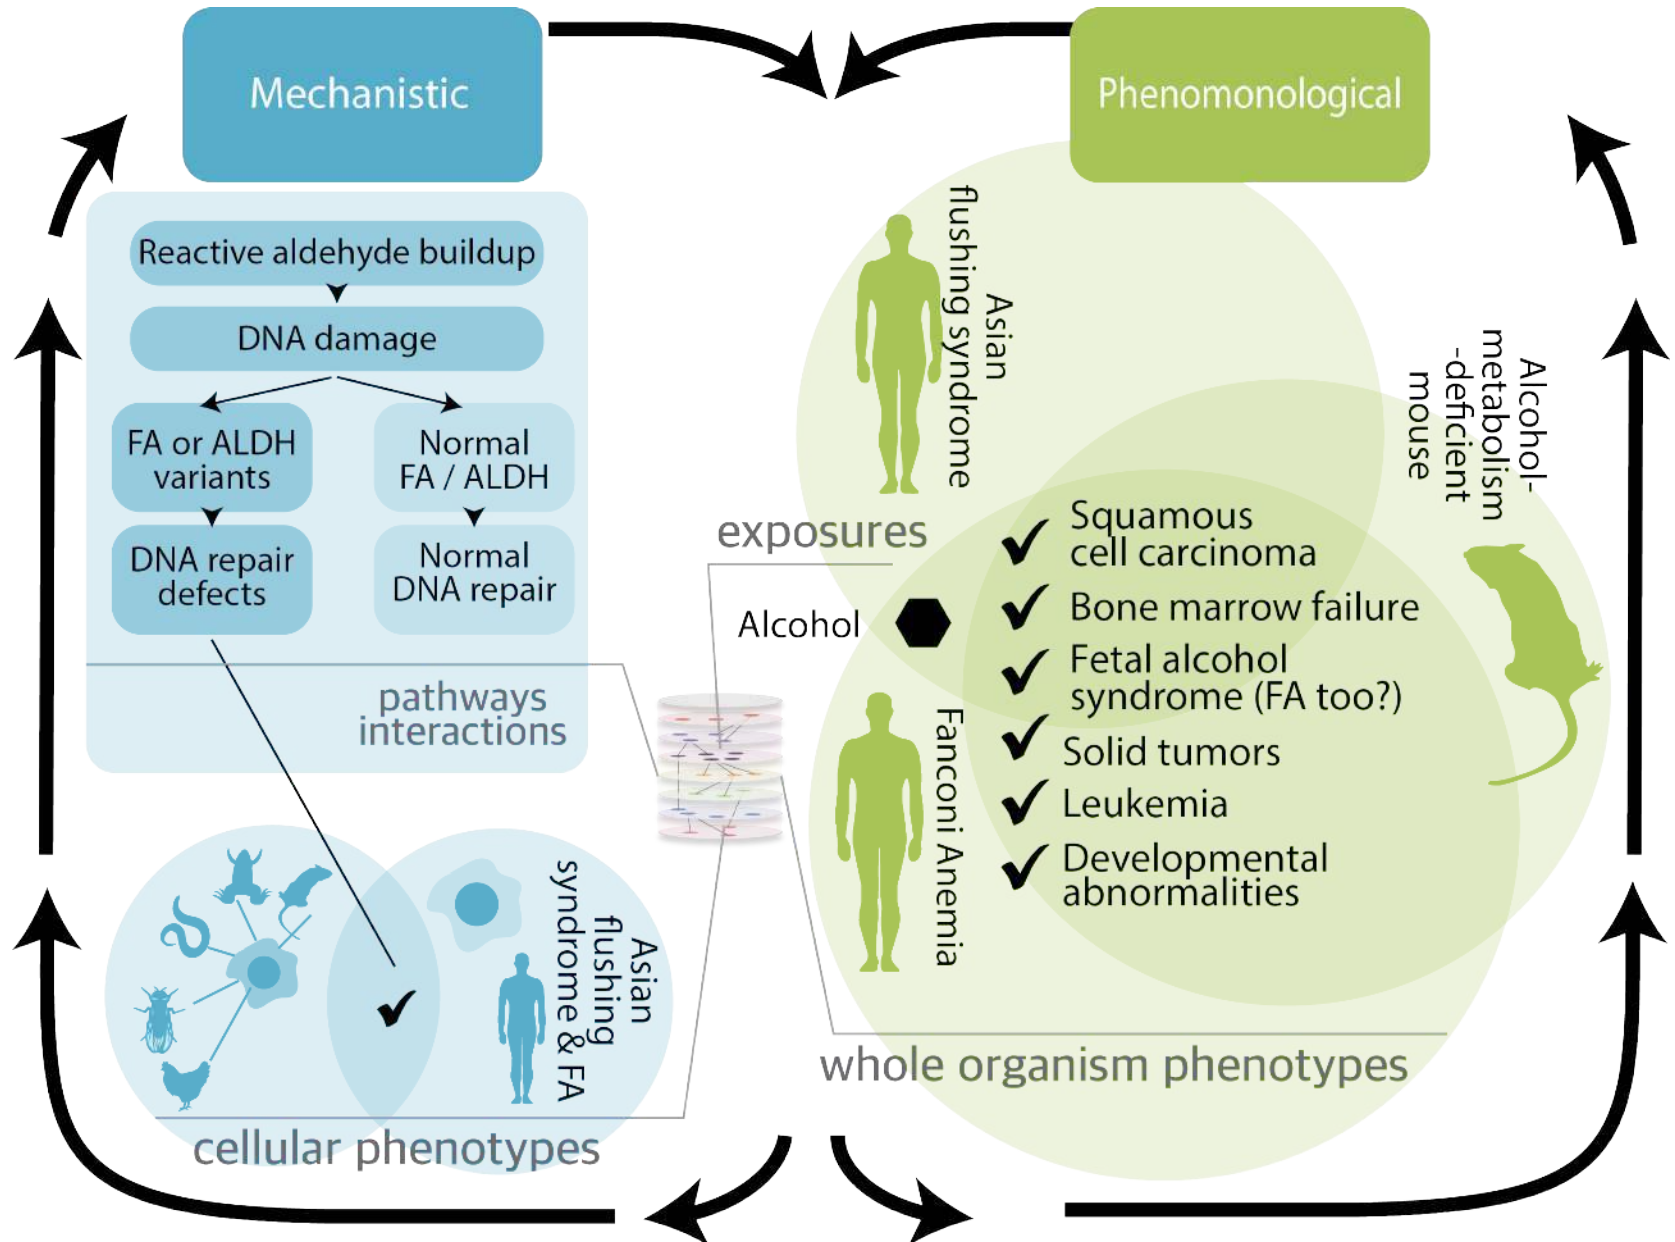 Mechanistic
Phenomonological
Reactive aldehyde buildup
DNA damage
FA or ALDH
variants
Normal
FA / ALDH
DNA repair
defects
Normal
DNA repair
pathways
interactions
Asian
flushing
syndrome & FA
cellular phenotypes
Asian
flushing syndrome
Alcohol-
metabolism
-deficient
mouse
exposures
Alcohol
Squamous
cell carcinoma
Bone marrow failure
Fetal alcohol
syndrome (FA too?)
Solid tumors
Leukemia
Developmental
abnormalities
Fanconi Anemia
whole organism phenotypes